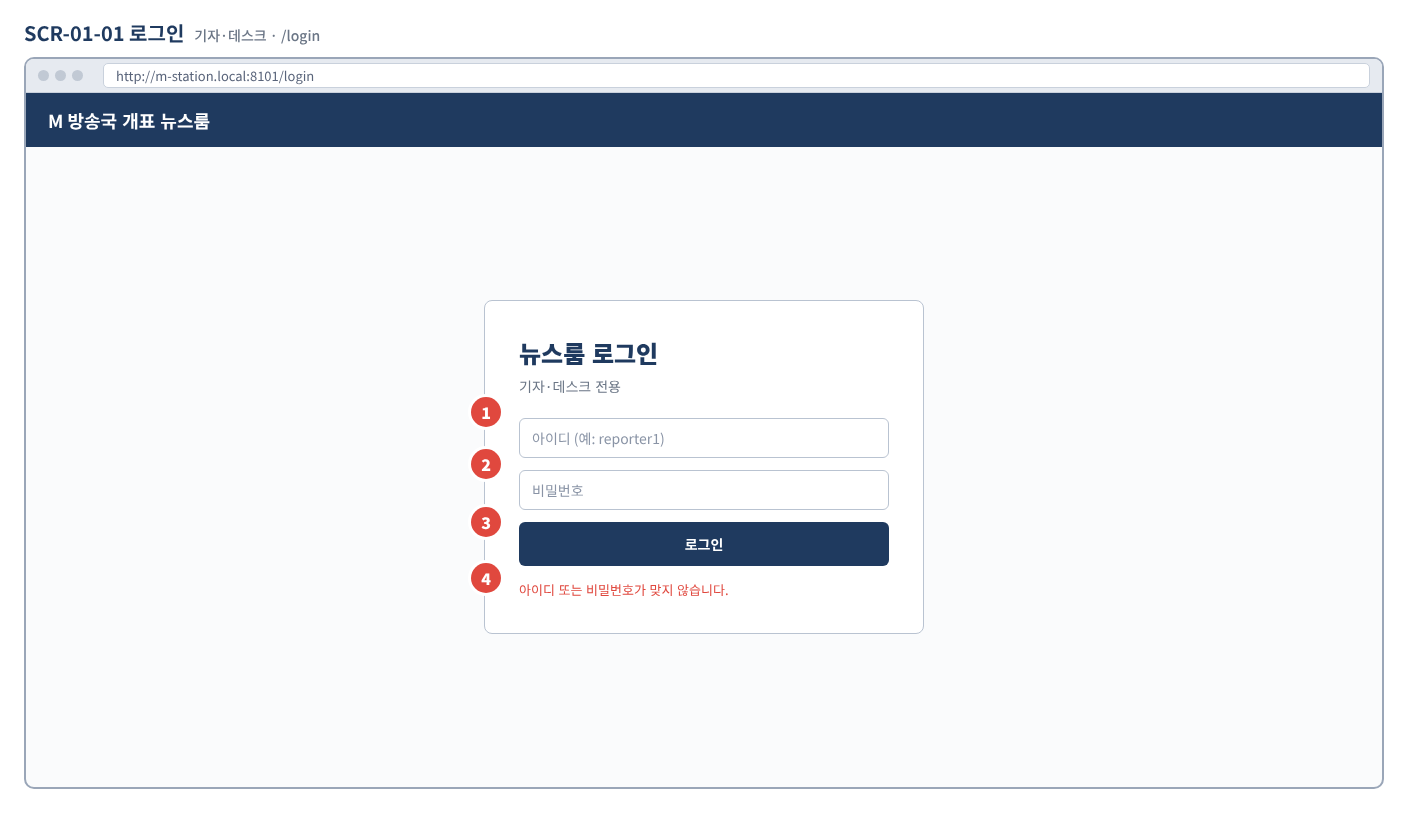 SCR-01-01 로그인 기자·데스크 · /login
http://m-station.local:8101/login
M 방송국 개표 뉴스룸
뉴스룸 로그인
기자·데스크 전용
1
아이디 (예: reporter1)
2
비밀번호
3
로그인
4
아이디 또는 비밀번호가 맞지 않습니다.